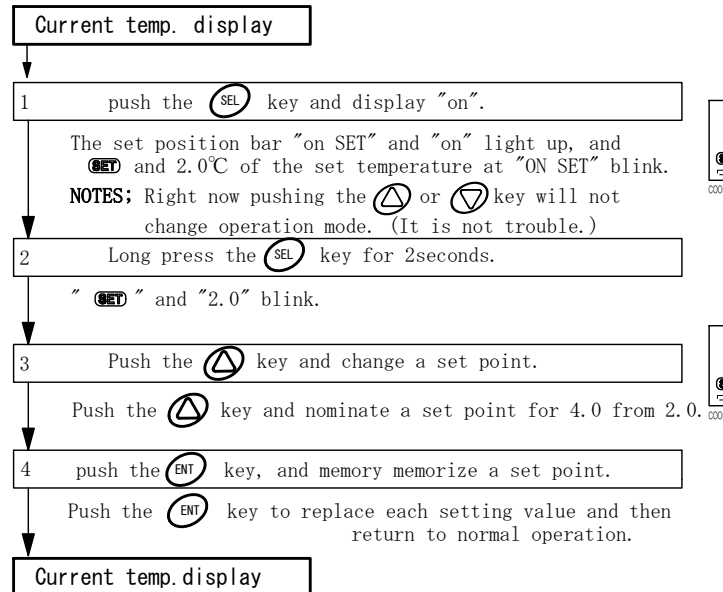 Current temp. display
1 push the SEL key and display "on".
The set position bar "on SET" and "on" light up, and
SET and 2.0℃ of the set temperature at "ON SET" blink.
NOTES; Right now pushing the △ or ▽ key will not
change operation mode. (It is not trouble.)
2 Long press the SEL key for 2seconds.
" SET " and "2.0" blink.
3 Push the △ key and change a set point.
Push the △ key and nominate a set point for 4.0 from 2.0.
4 push the ENT key, and memory memorize a set point.
Push the ENT key to replace each setting value and then
return to normal operation.
Current temp.display